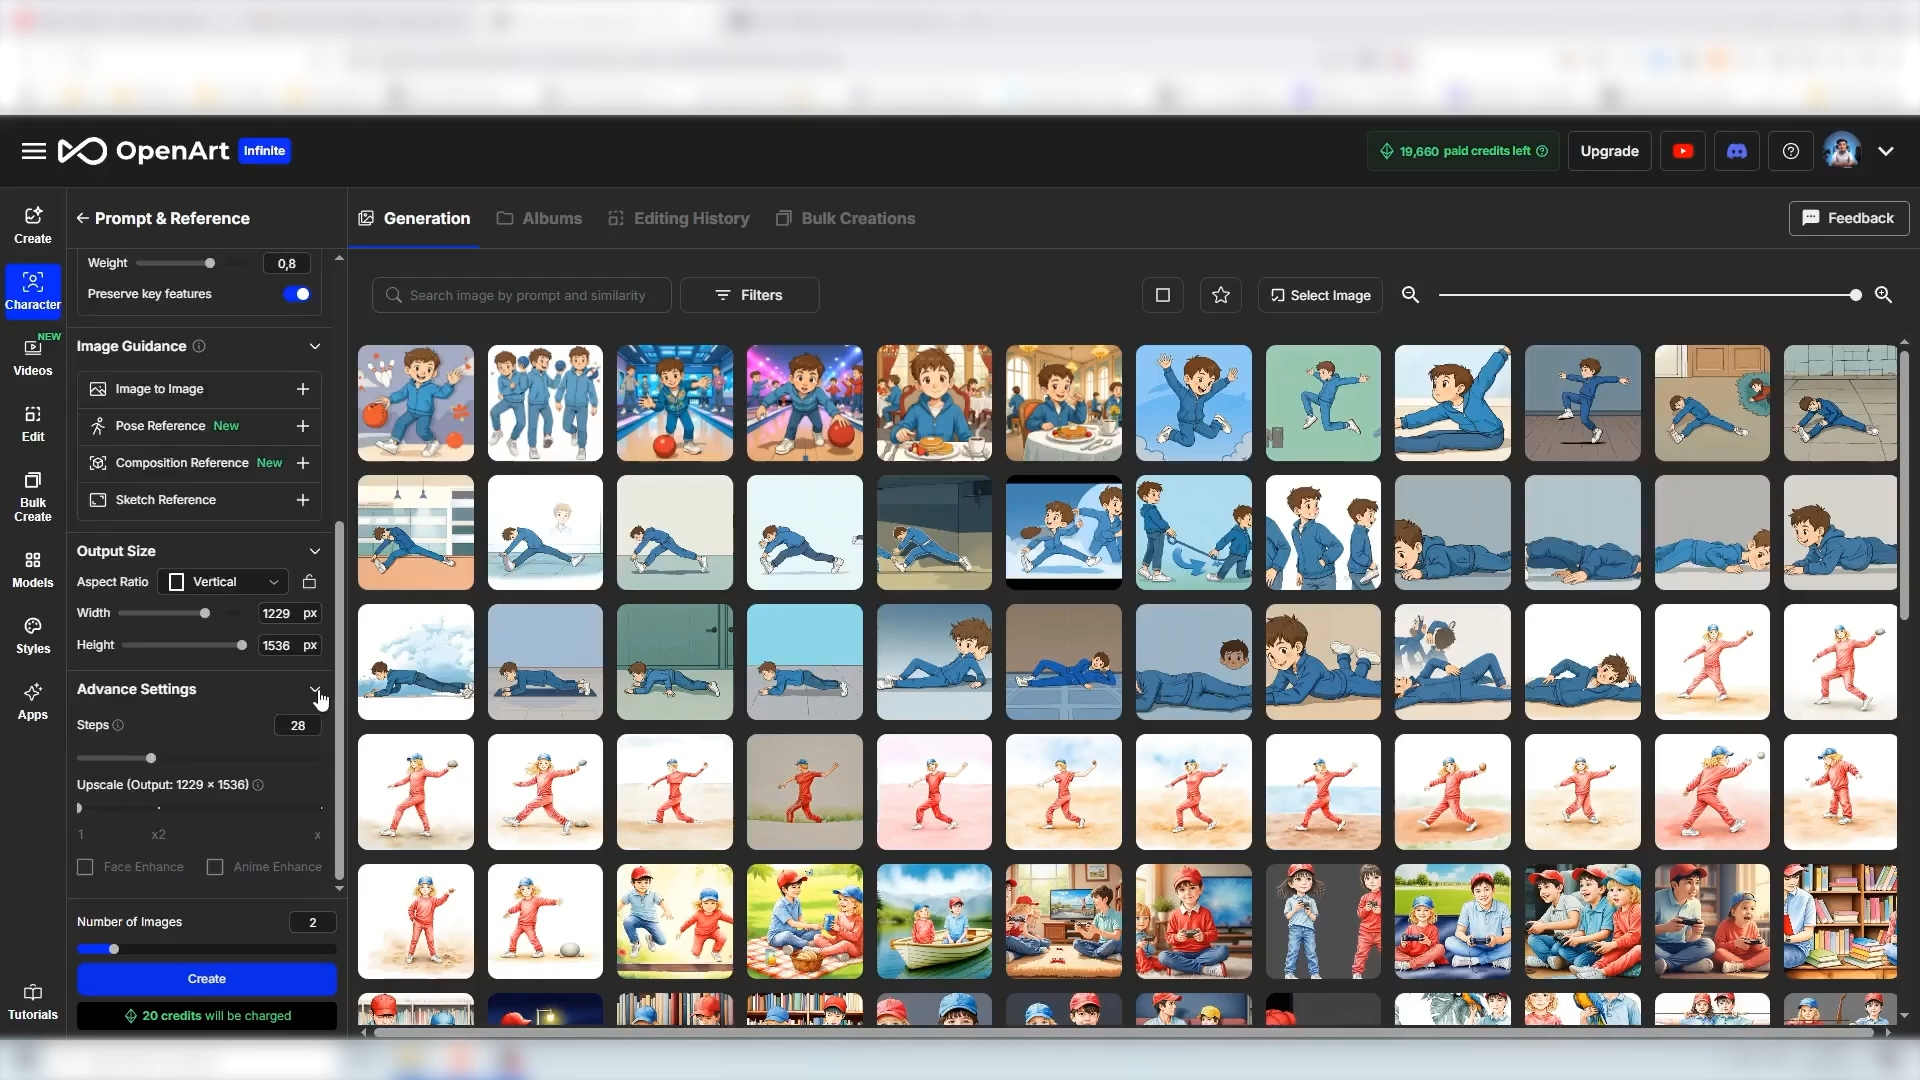 OpenArt Infinite
19,660 paid credits left
Upgrade
Create
Character
NEW
Videos
Edit
Bulk
Create
Models
Styles
Apps
Tutorials
Prompt & Reference
Weight 0,8
Preserve key features
Image Guidance
Image to Image
Pose Reference New
Composition Reference New
Sketch Reference
Output Size
Aspect Ratio Vertical
Width 1229 px
Height 1536 px
Advance Settings
Steps 28
Upscale (Output: 1229 × 1536)
1 x2 x
Face Enhance Anime Enhance
Number of Images 2
Create
20 credits will be charged
Generation Albums Editing History Bulk Creations
Feedback
Search image by prompt and similarity
Filters
Select Image